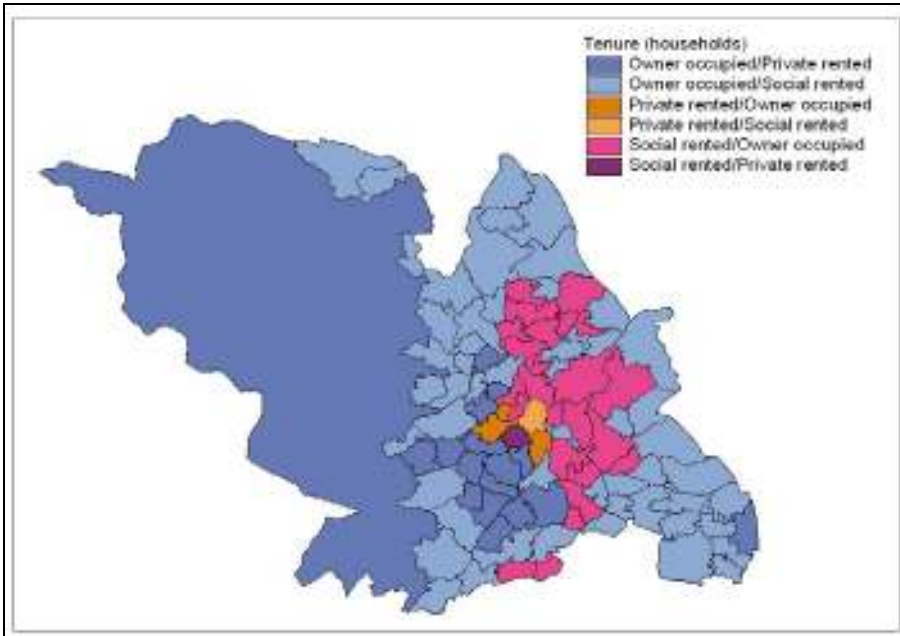 Tenure (households)
Owner occupied/Private rented
Owner occupied/Social rented
Private rented/Owner occupied
Private rented/Social rented
Social rented/Owner occupied
Social rented/Private rented